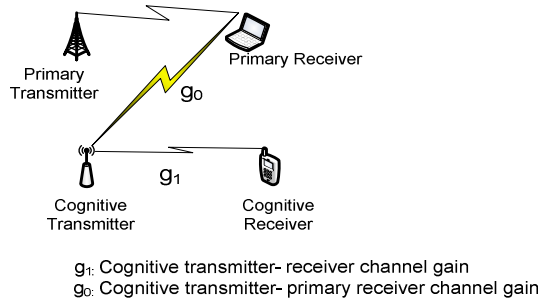 Primary
Transmitter
Primary Receiver
g₀
g₁
Cognitive
Transmitter
Cognitive
Receiver
g₁: Cognitive transmitter- receiver channel gain
g₀: Cognitive transmitter- primary receiver channel gain